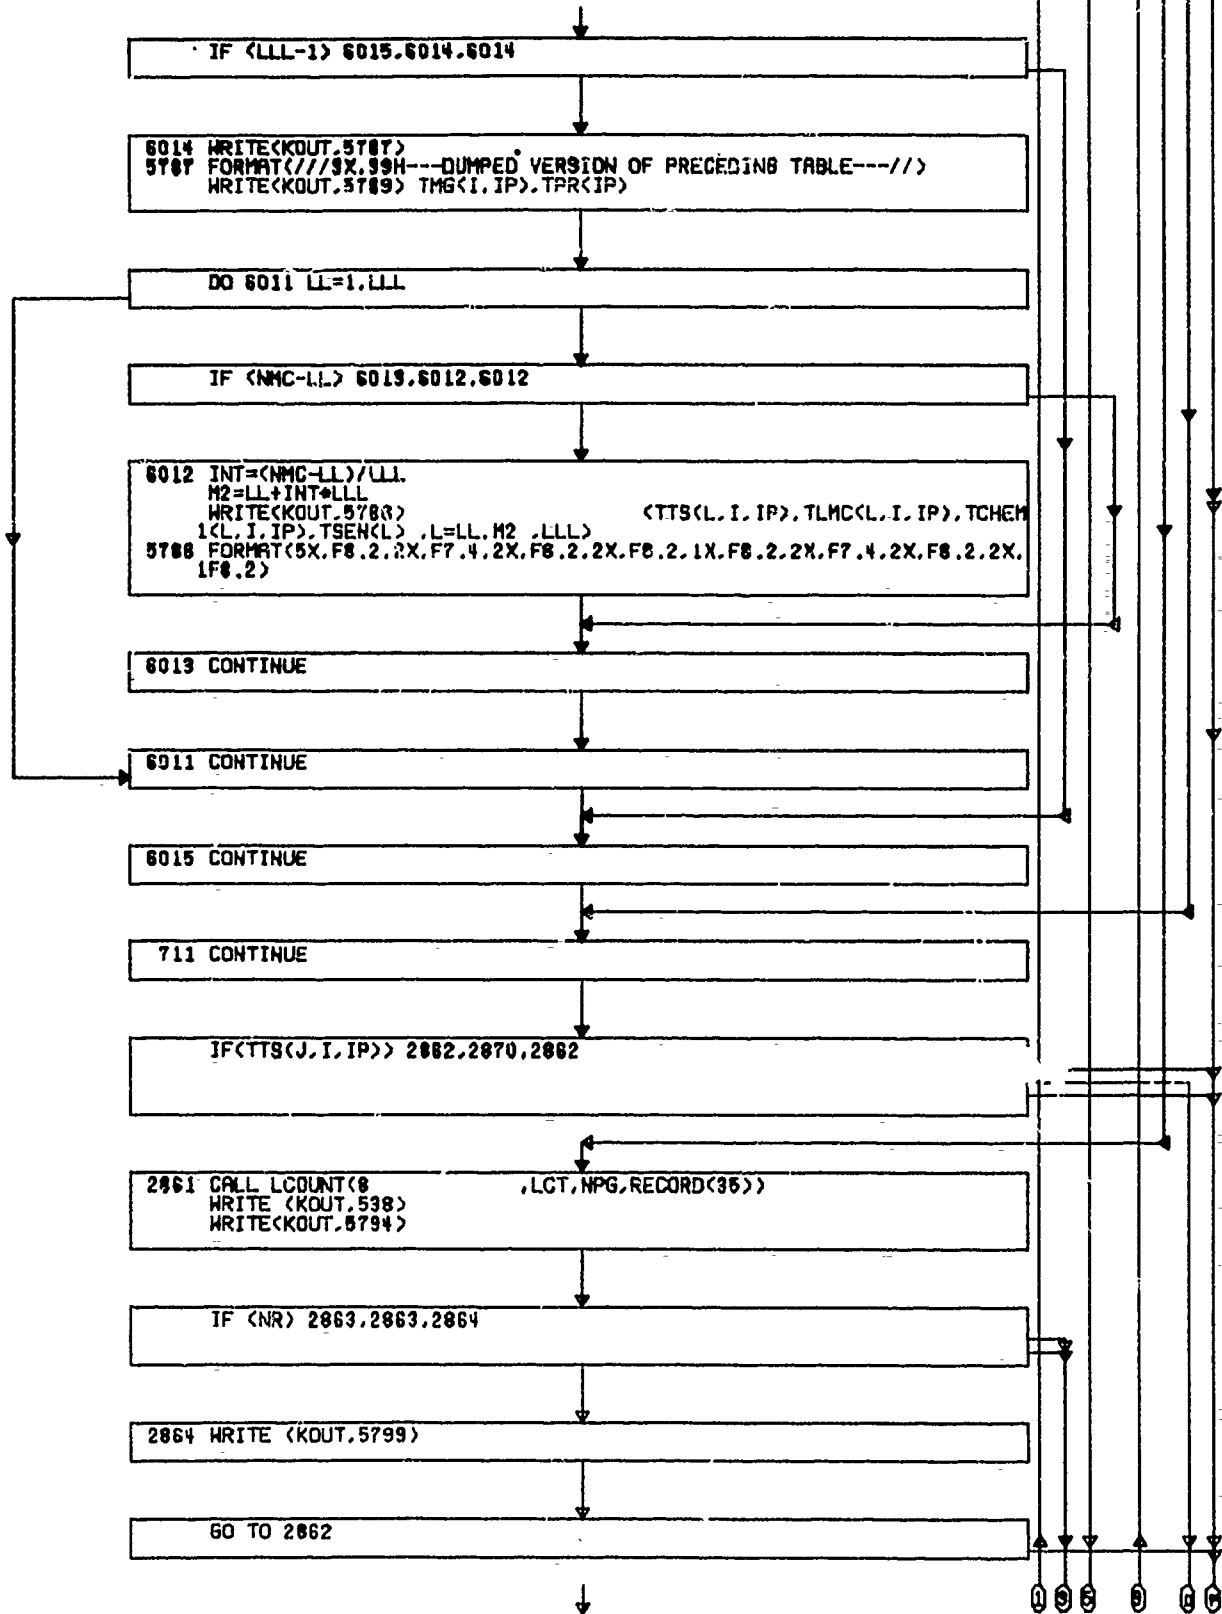 IF (LLL-1) 6015,6014,6014
6014 WRITE(KOUT,5787)
5787 FORMAT(///9X,39H---DUMPED VERSION OF PRECEDING TABLE---//)
WRITE(KOUT,5789) TMG(I,IP),TPR(IP)
DO 6011 LL=1,LLL
IF (NMC-LL) 6013,6012,6012
6012 INT=(NMC-LL)/LLL
M2=LL+INT*LLL
WRITE(KOUT,5788) (TTS(L,I,IP),TLMC(L,I,IP),TCHEM
1(L,I,IP),TSEN(L) ,L=LL,M2 ,LLL)
5788 FORMAT(5X,F8.2,2X,F7.4,2X,F8.2,2X,F8.2,1X,F8.2,2X,F7.4,2X,F8.2,2X,
1F8.2)
6013 CONTINUE
6011 CONTINUE
6015 CONTINUE
711 CONTINUE
IF(TTS(J,I,IP)) 2862,2870,2862
2861 CALL LCOUNT(8 ,LCT,NPG,RECORD(35))
WRITE (KOUT,538)
WRITE(KOUT,5794)
IF (NR) 2863,2863,2864
2864 WRITE (KOUT,5799)
GO TO 2862